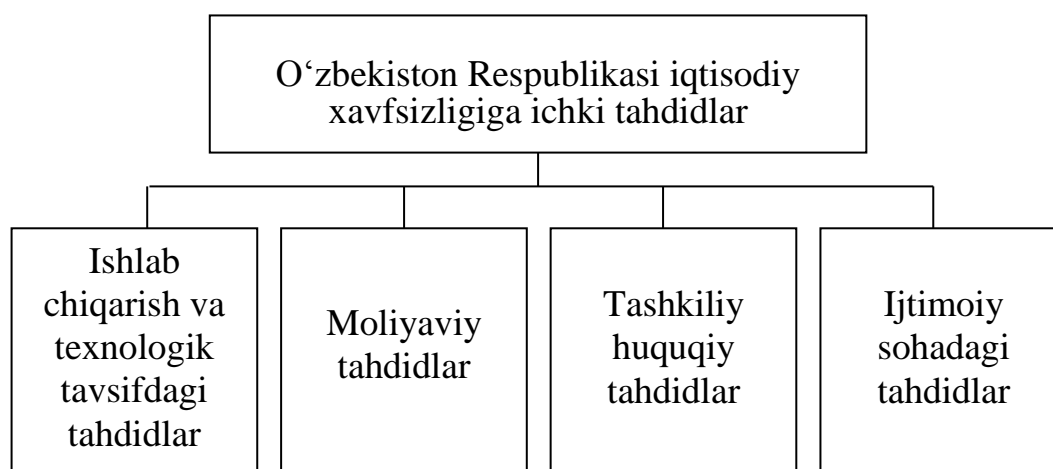 O‘zbekiston Respublikasi iqtisodiy
xavfsizligiga ichki tahdidlar
Ishlab
chiqarish va
texnologik
tavsifdagi
tahdidlar
Moliyaviy
tahdidlar
Tashkiliy
huquqiy
tahdidlar
Ijtimoiy
sohadagi
tahdidlar